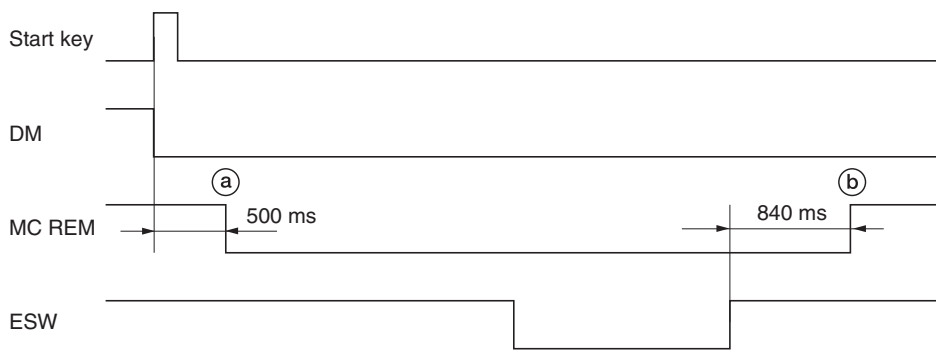 Start key
DM
a
b
MC REM
500 ms
840 ms
ESW